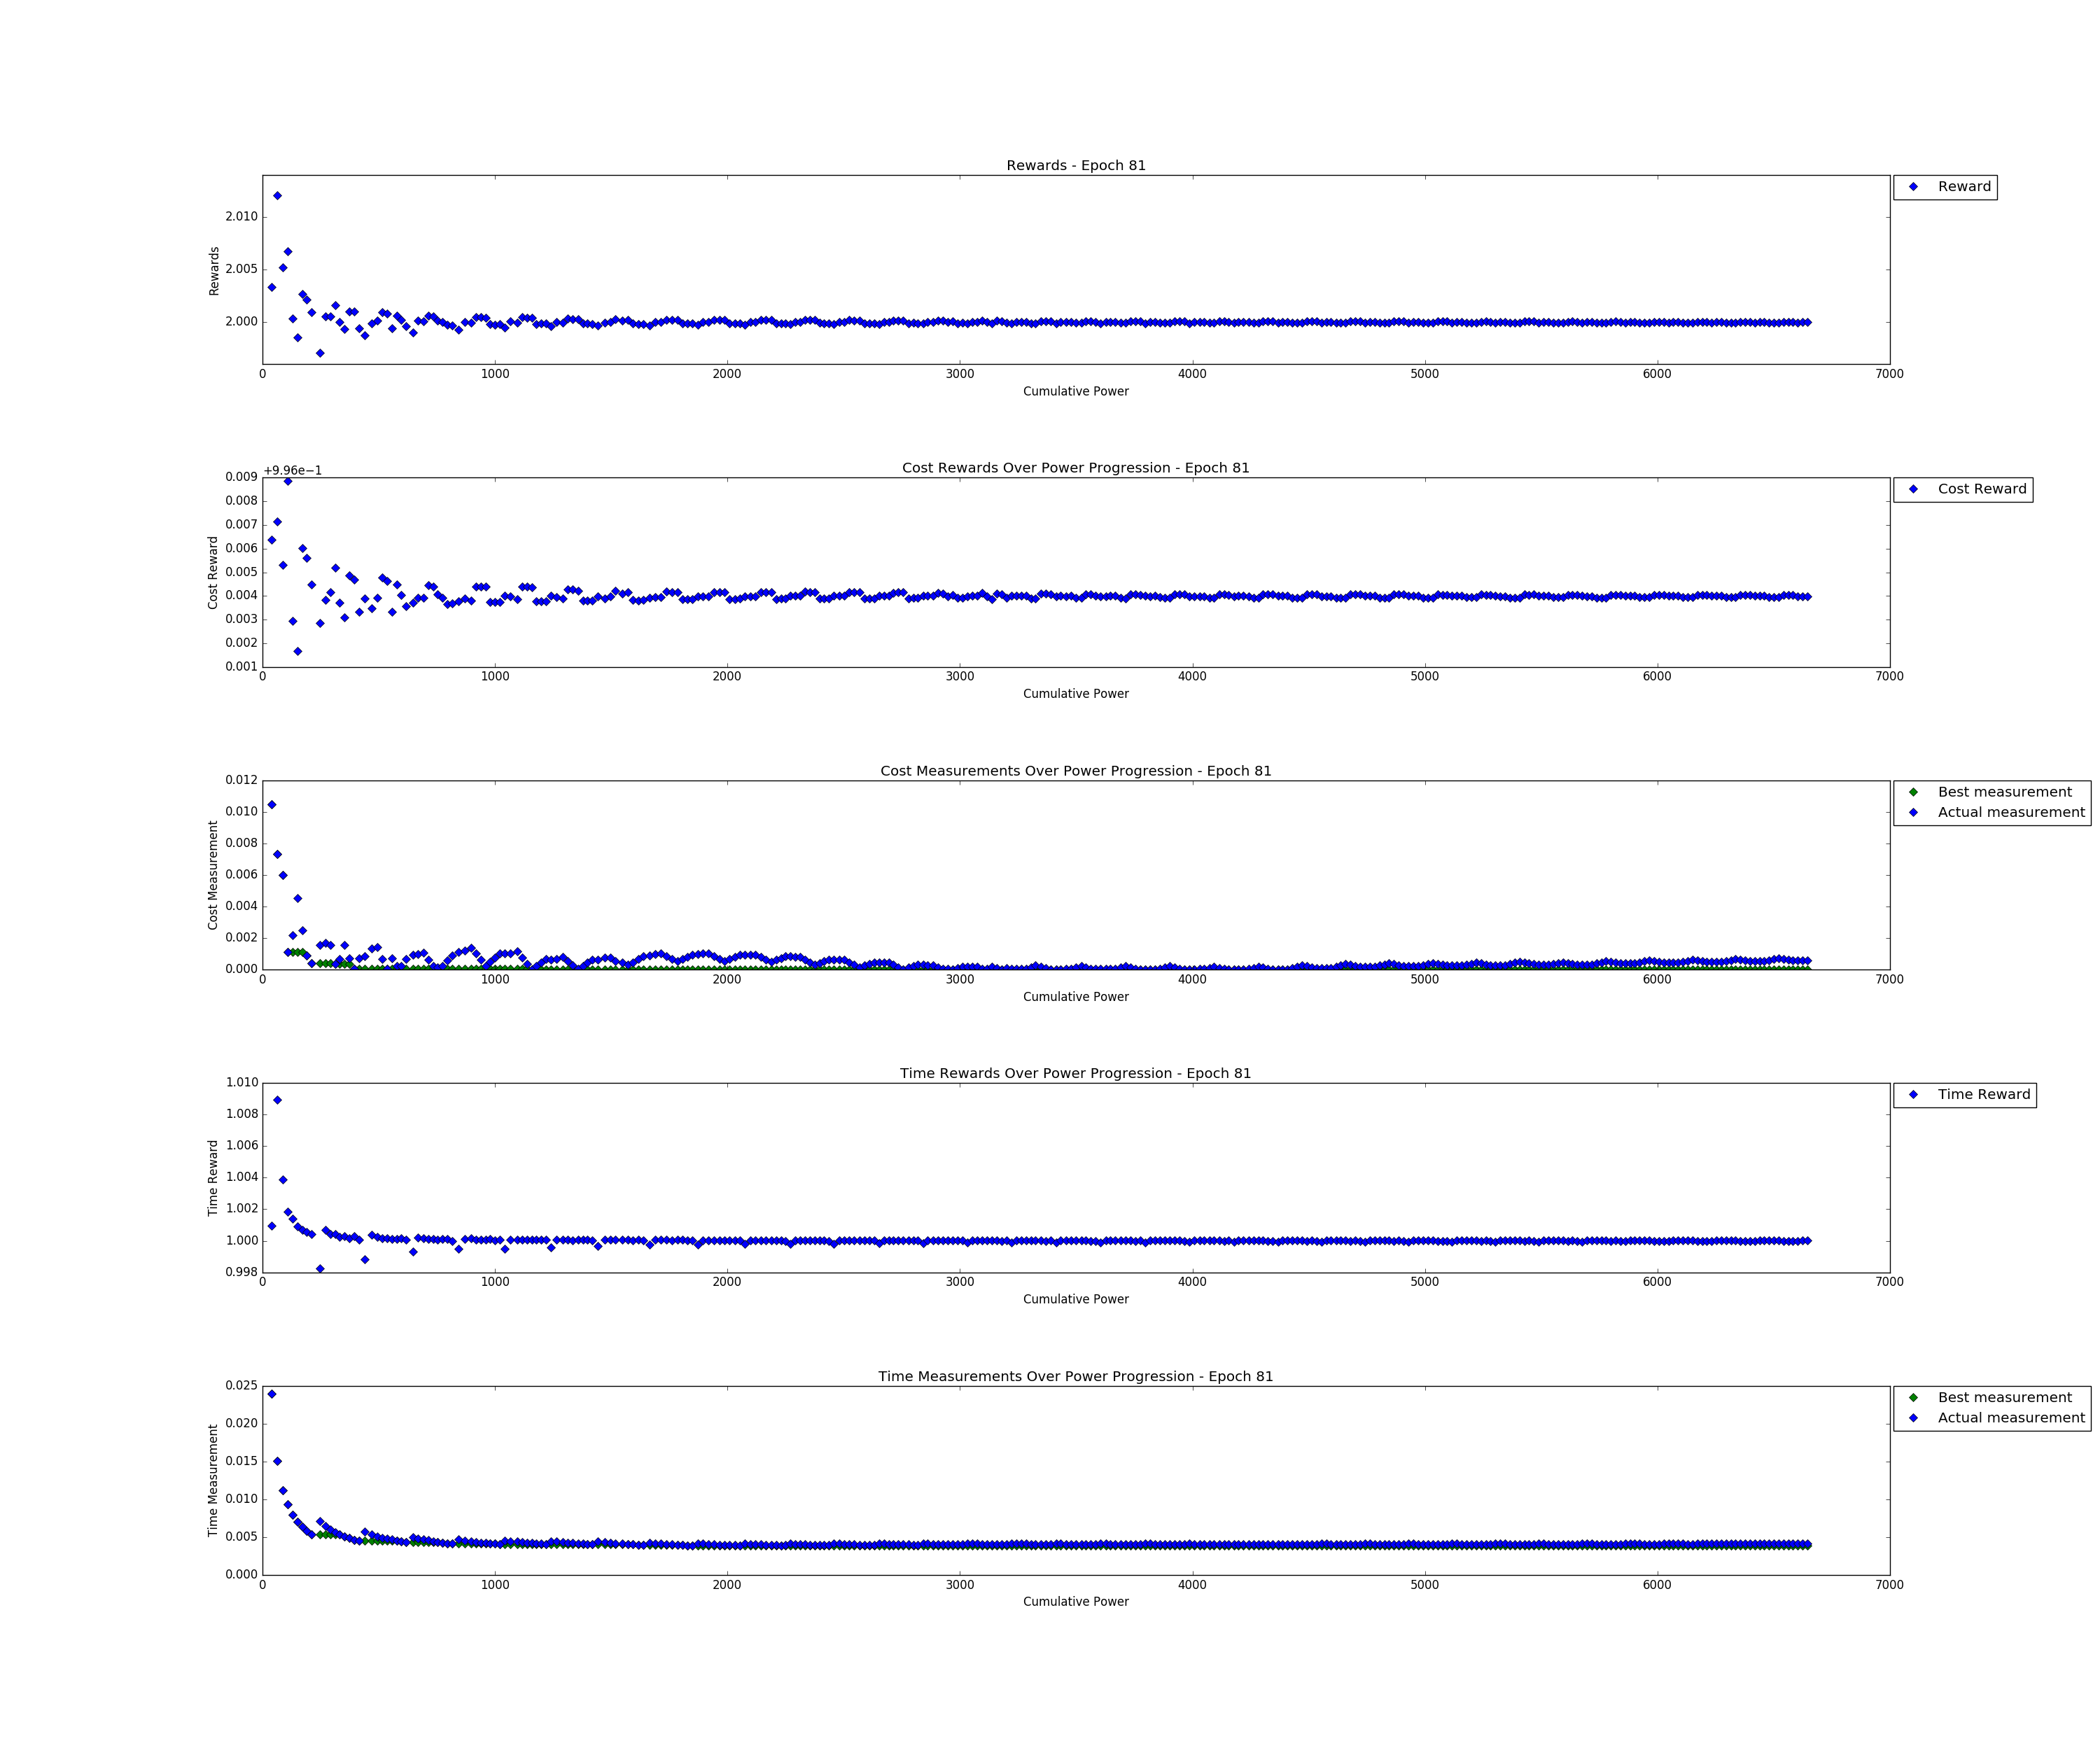 Rewards - Epoch 81
Reward
2.010
2.005
2.000
Rewards
0 1000 2000 3000 4000 5000 6000 7000
Cumulative Power
+9.96e−1
Cost Rewards Over Power Progression - Epoch 81
Cost Reward
0.009
0.008
0.007
0.006
0.005
0.004
0.003
0.002
0.001
Cost Reward
0 1000 2000 3000 4000 5000 6000 7000
Cumulative Power
Cost Measurements Over Power Progression - Epoch 81
Best measurement
Actual measurement
0.012
0.010
0.008
0.006
0.004
0.002
0.000
Cost Measurement
0 1000 2000 3000 4000 5000 6000 7000
Cumulative Power
Time Rewards Over Power Progression - Epoch 81
Time Reward
1.010
1.008
1.006
1.004
1.002
1.000
0.998
Time Reward
0 1000 2000 3000 4000 5000 6000 7000
Cumulative Power
Time Measurements Over Power Progression - Epoch 81
Best measurement
Actual measurement
0.025
0.020
0.015
0.010
0.005
0.000
Time Measurement
0 1000 2000 3000 4000 5000 6000 7000
Cumulative Power